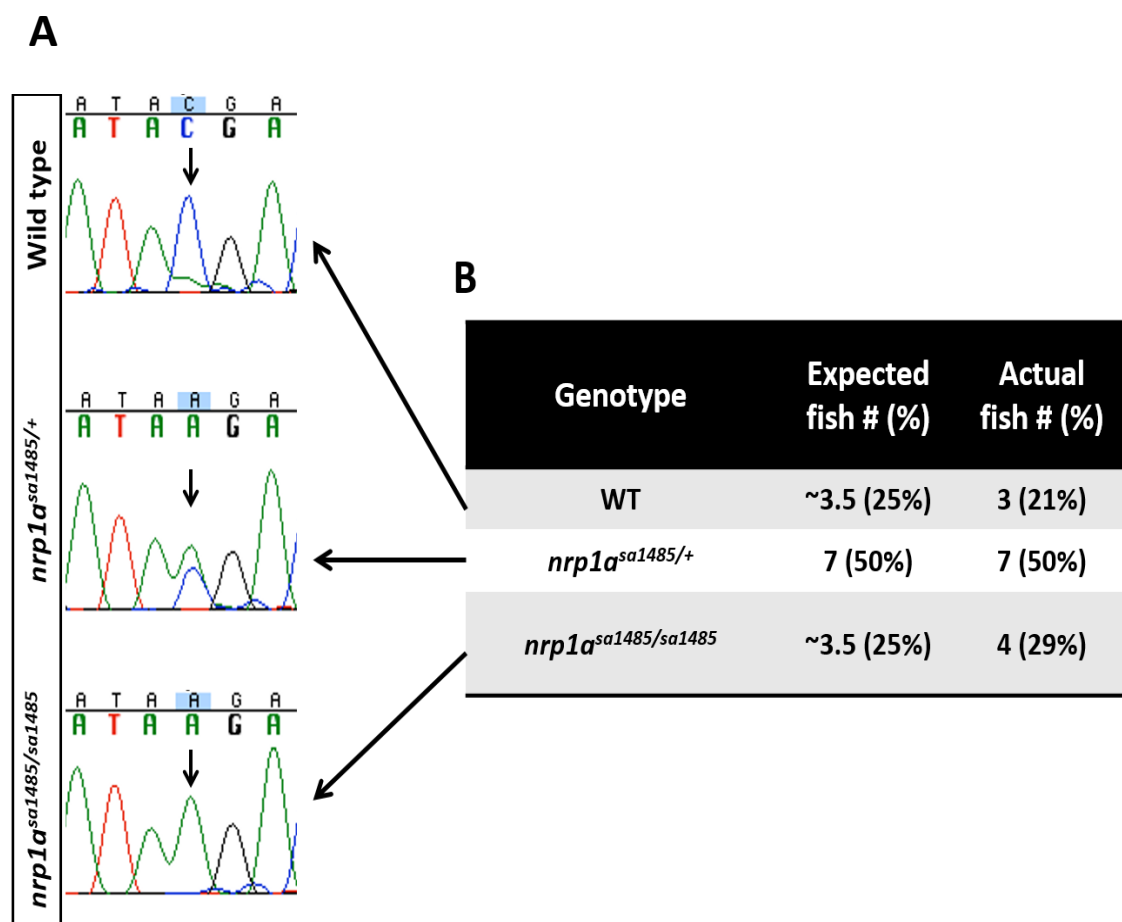 A
Wild type
A T A C G A
A T A C G A
nrp1a^sa1485/+
A T A A G A
A T A A G A
nrp1a^sa1485/sa1485
A T A A G A
A T A A G A
B
Genotype Expected fish # (%) Actual fish # (%)
WT ~3.5 (25%) 3 (21%)
nrp1a^sa1485/+ 7 (50%) 7 (50%)
nrp1a^sa1485/sa1485 ~3.5 (25%) 4 (29%)